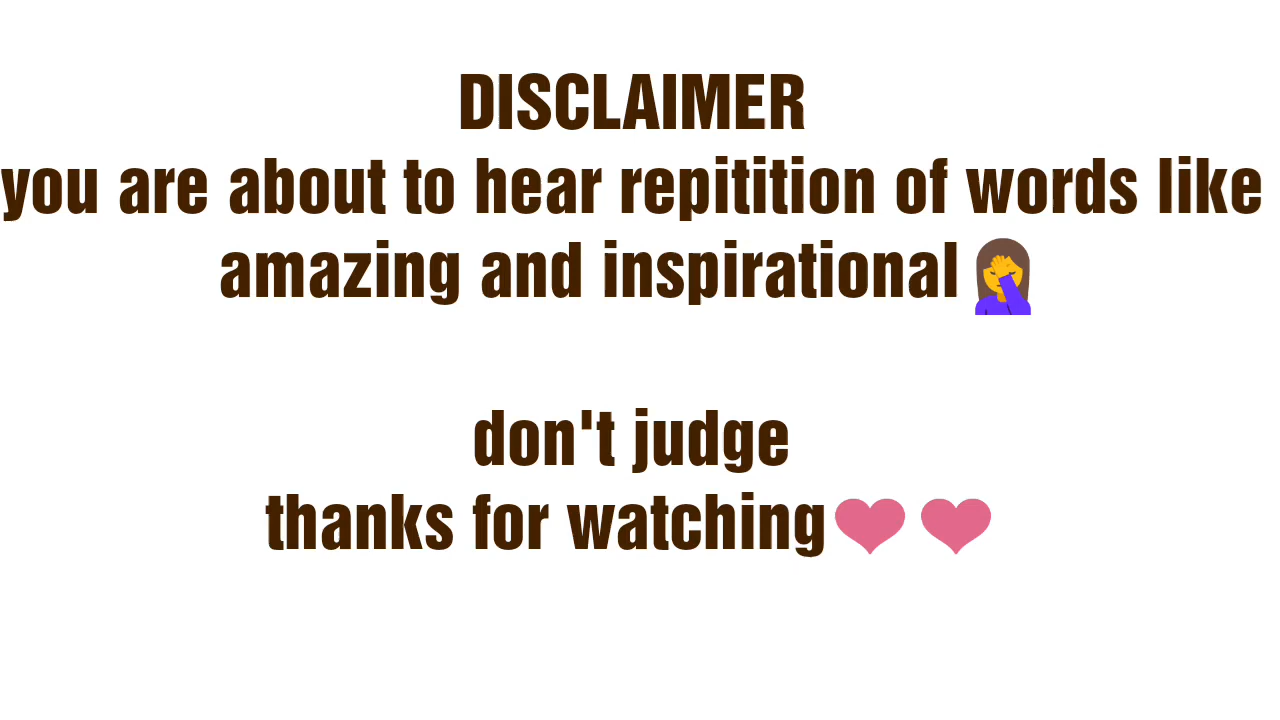 DISCLAIMER
you are about to hear repitition of words like
amazing and inspirational🤦‍♀️
don't judge
thanks for watching❤❤